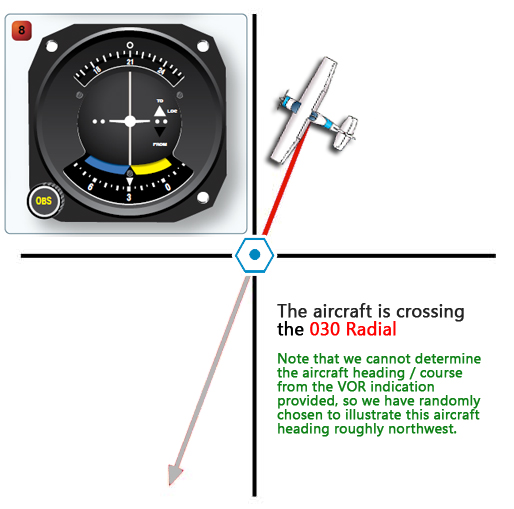 8
O
18 21 24
TO
LOC
FROM
6 3 0
OBS
The aircraft is crossing
the 030 Radial
Note that we cannot determine
the aircraft heading / course
from the VOR indication
provided, so we have randomly
chosen to illustrate this aircraft
heading roughly northwest.